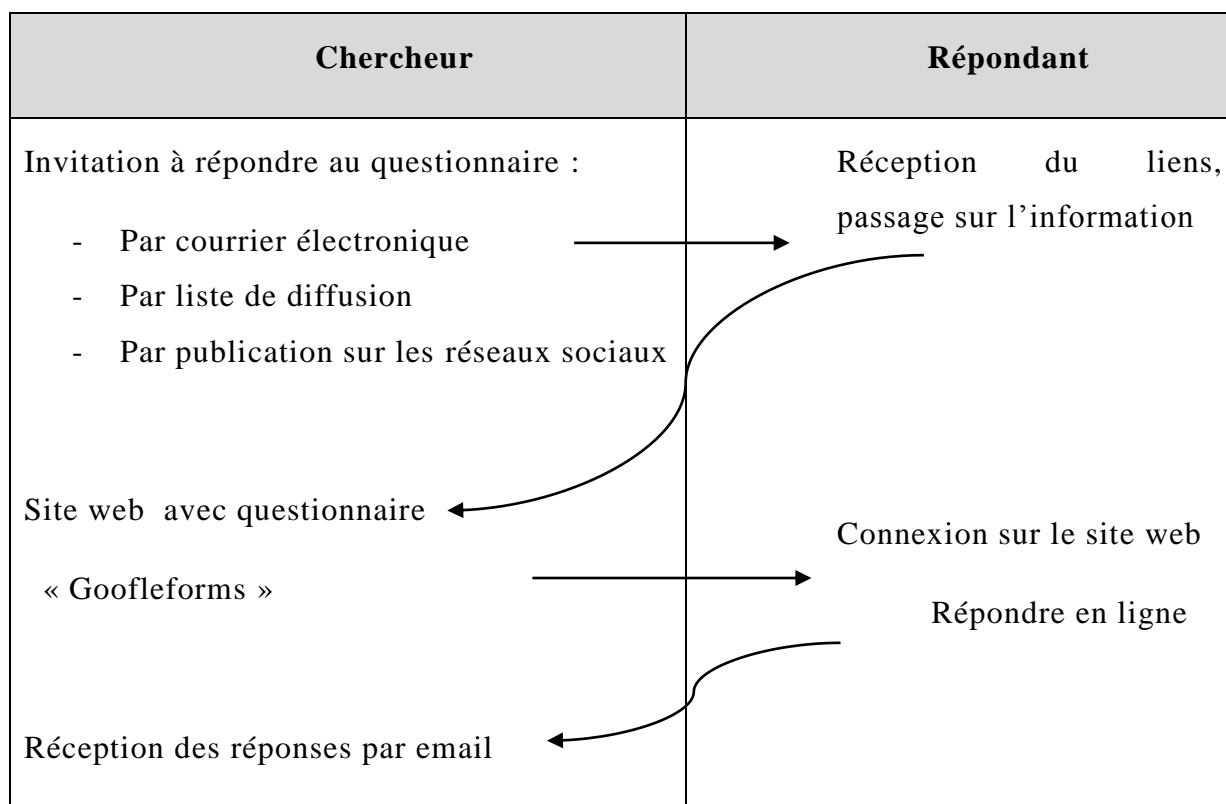 Chercheur
Répondant
Invitation à répondre au questionnaire :
- Par courrier électronique
- Par liste de diffusion
- Par publication sur les réseaux sociaux
Réception du liens,
passage sur l’information
Site web avec questionnaire
« Goofleforms »
Connexion sur le site web
Répondre en ligne
Réception des réponses par email